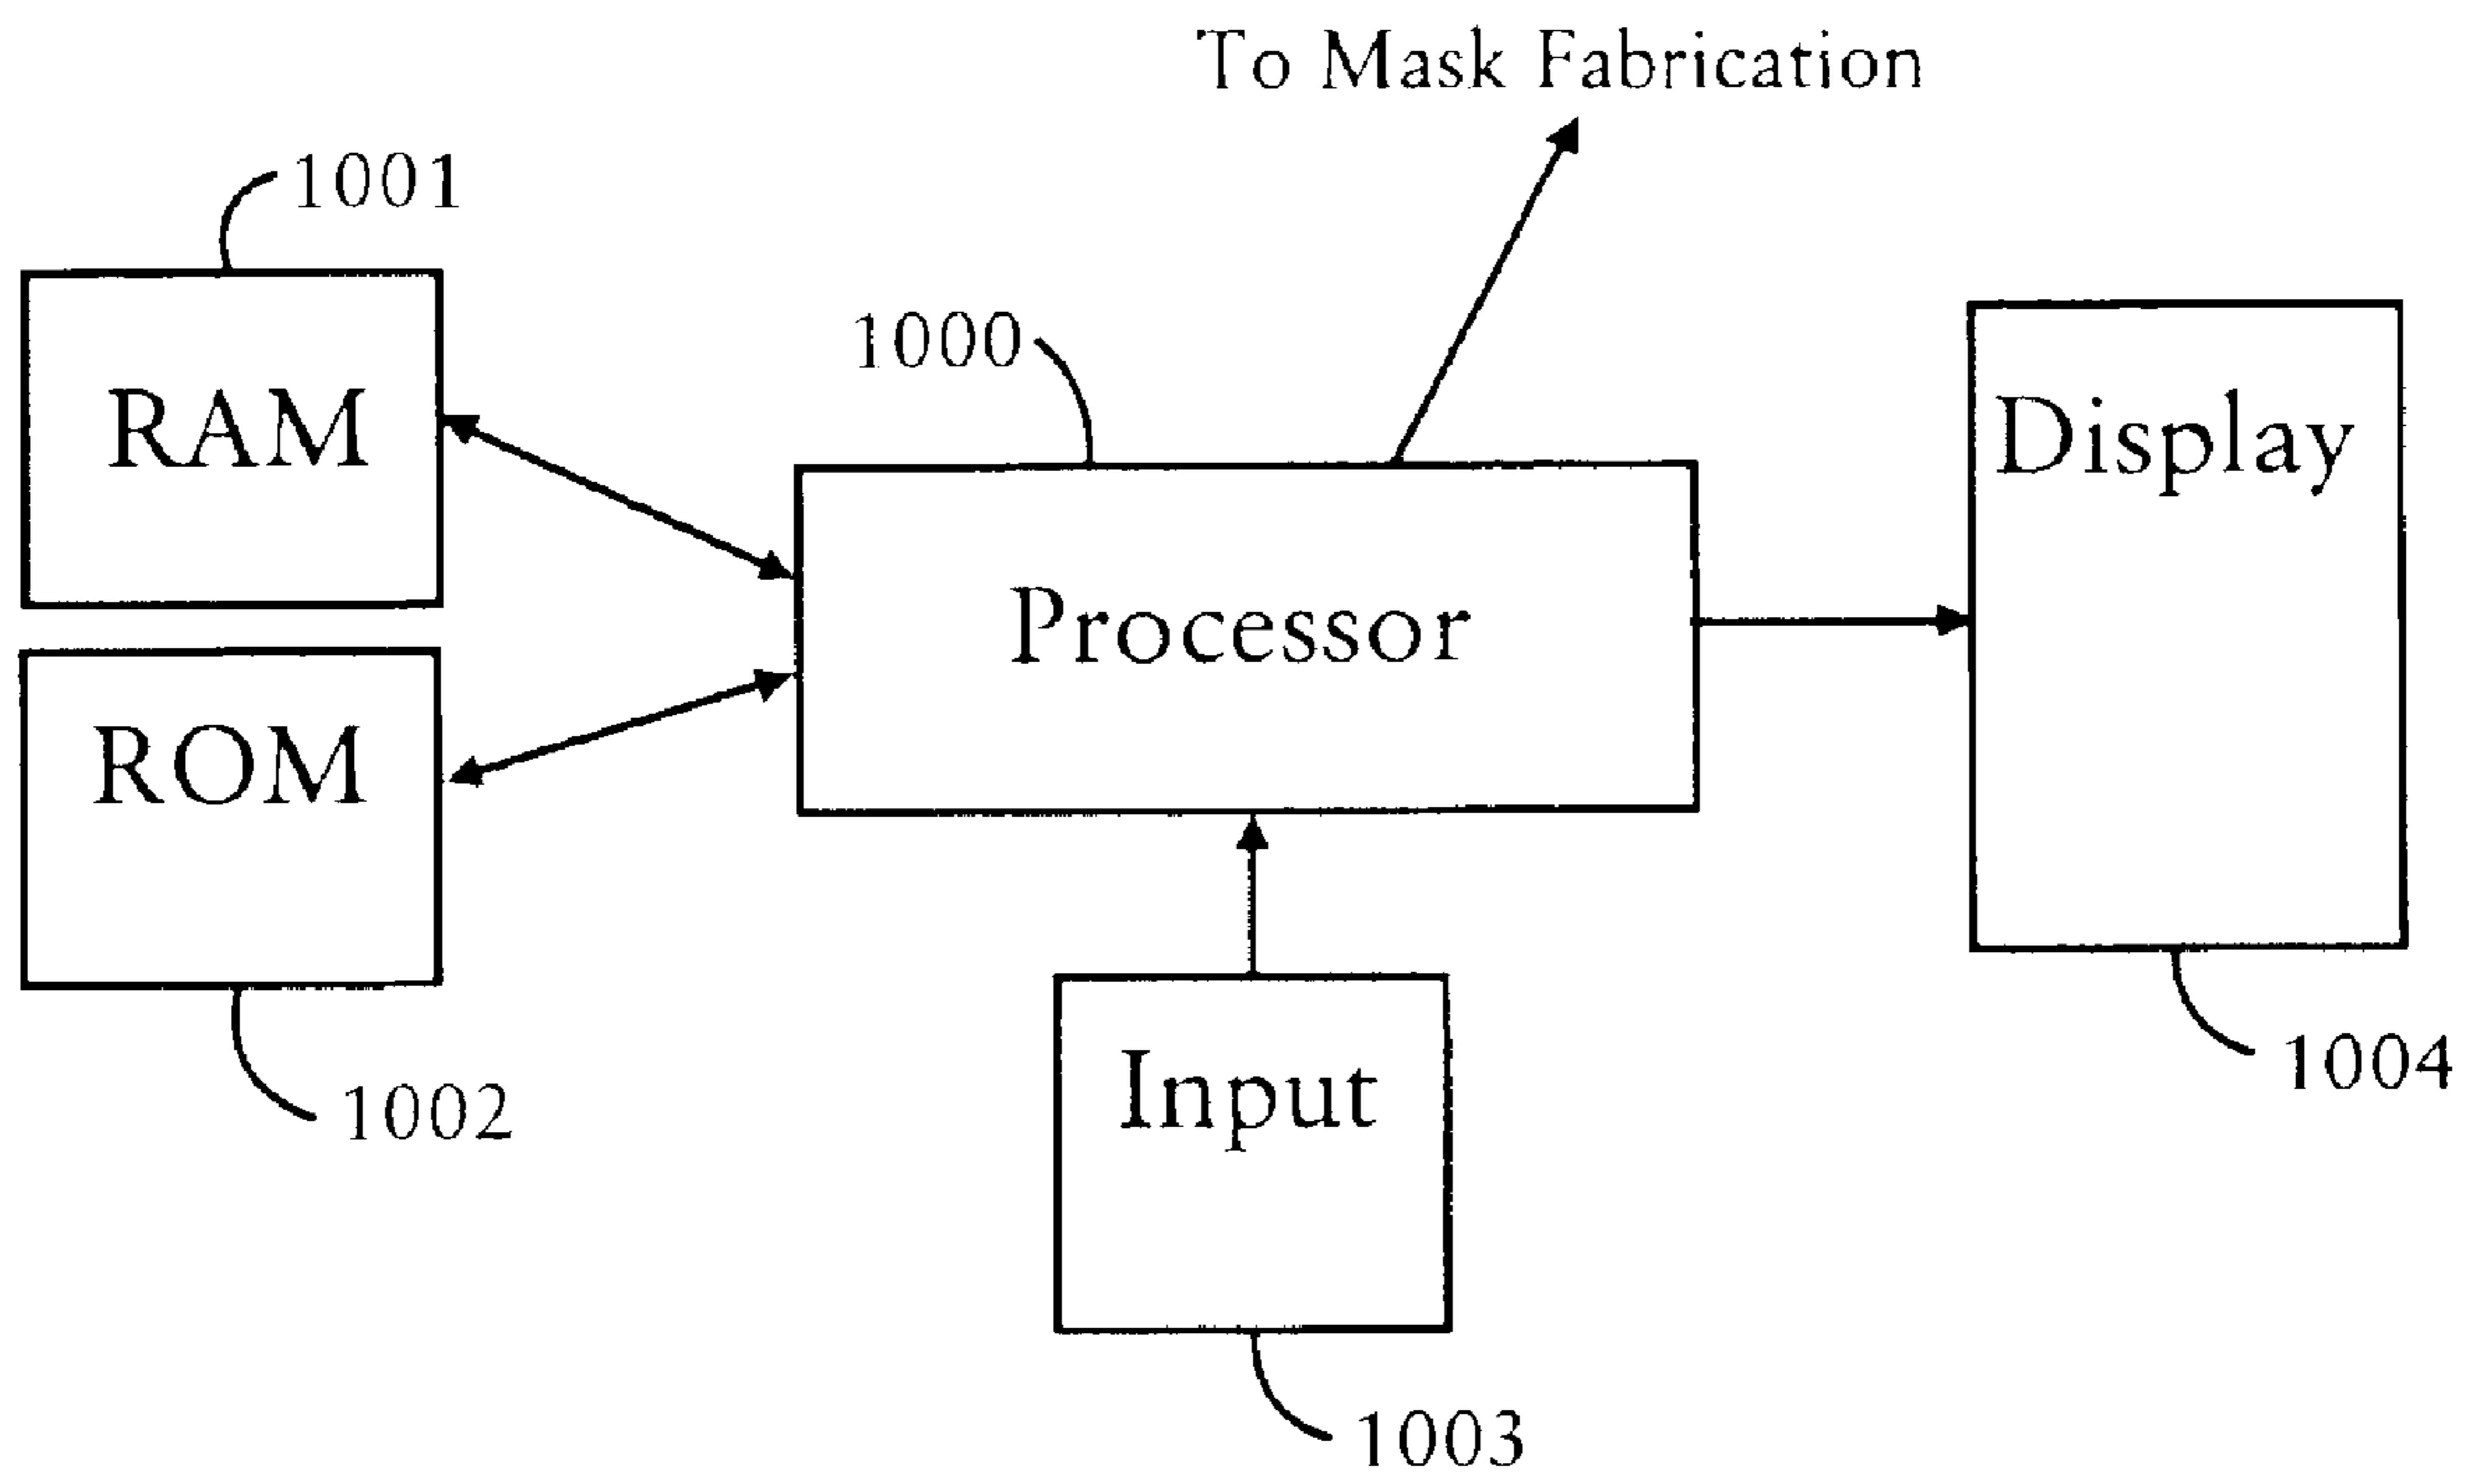 To Mask Fabrication
1001
1000
RAM
Display
Processor
ROM
Input
1002
1004
1003